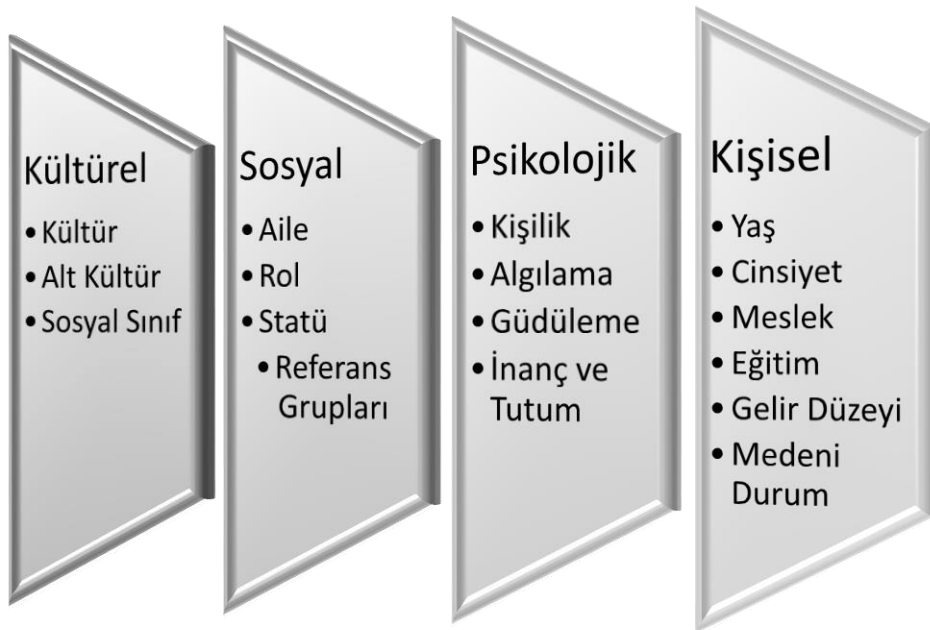 Kültürel
• Kültür
• Alt Kültür
• Sosyal Sınıf
Sosyal
• Aile
• Rol
• Statü
• Referans
Grupları
Psikolojik
• Kişilik
• Algılama
• Güdüleme
• İnanç ve
Tutum
Kişisel
• Yaş
• Cinsiyet
• Meslek
• Eğitim
• Gelir Düzeyi
• Medeni
Durum